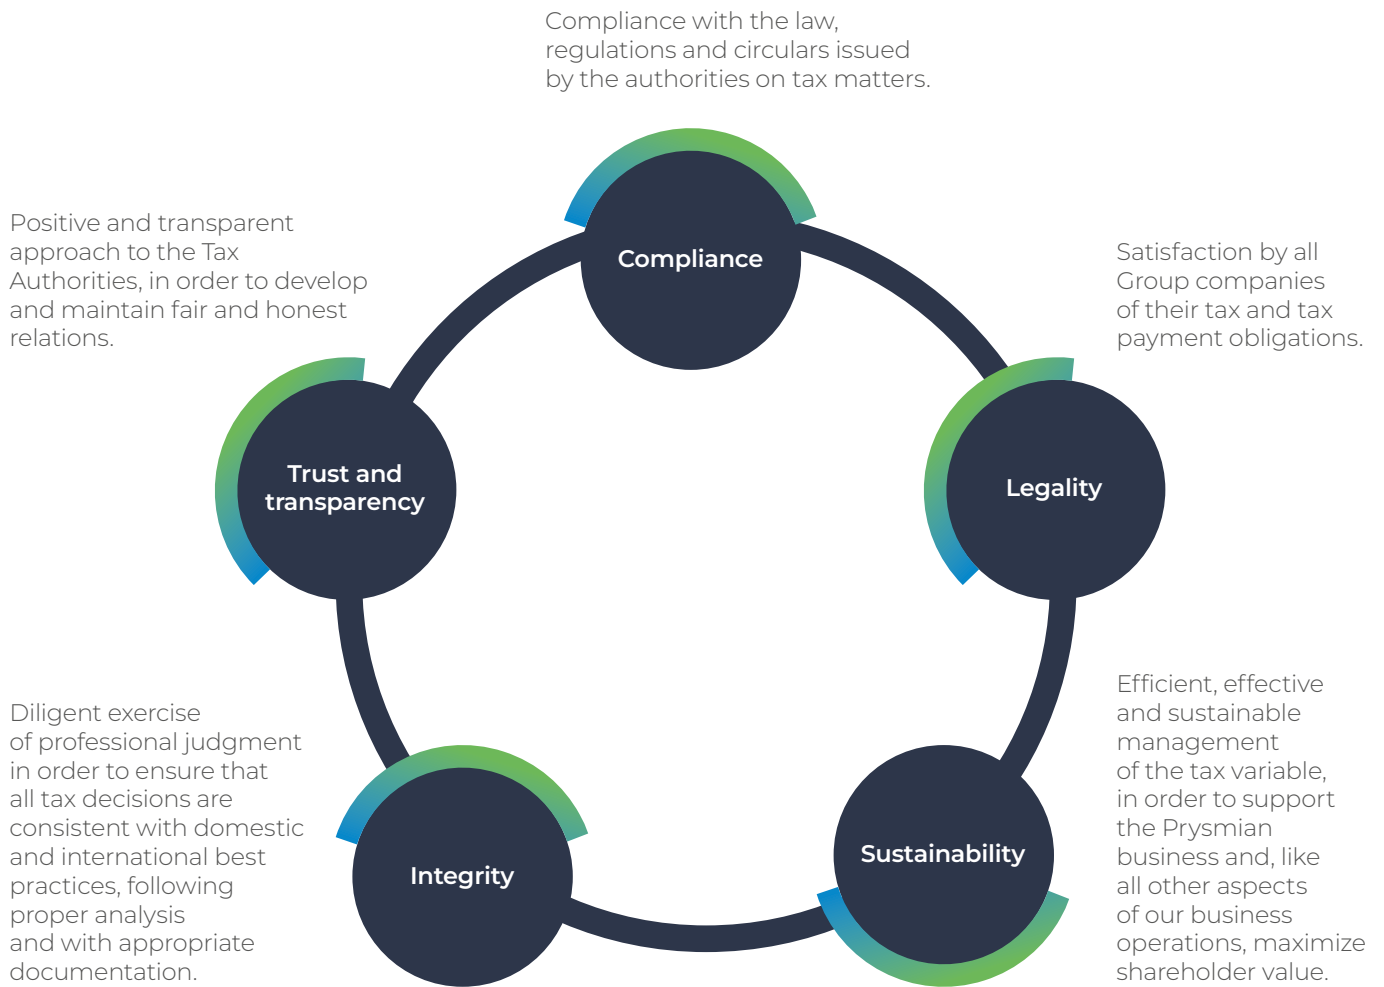 Compliance with the law,
regulations and circulars issued
by the authorities on tax matters.
Compliance
Positive and transparent
approach to the Tax
Authorities, in order to develop
and maintain fair and honest
relations.
Trust and
transparency
Satisfaction by all
Group companies
of their tax and tax
payment obligations.
Legality
Diligent exercise
of professional judgment
in order to ensure that
all tax decisions are
consistent with domestic
and international best
practices, following
proper analysis
and with appropriate
documentation.
Integrity
Efficient, effective
and sustainable
management
of the tax variable,
in order to support
the Prysmian
business and, like
all other aspects
of our business
operations, maximize
shareholder value.
Sustainability